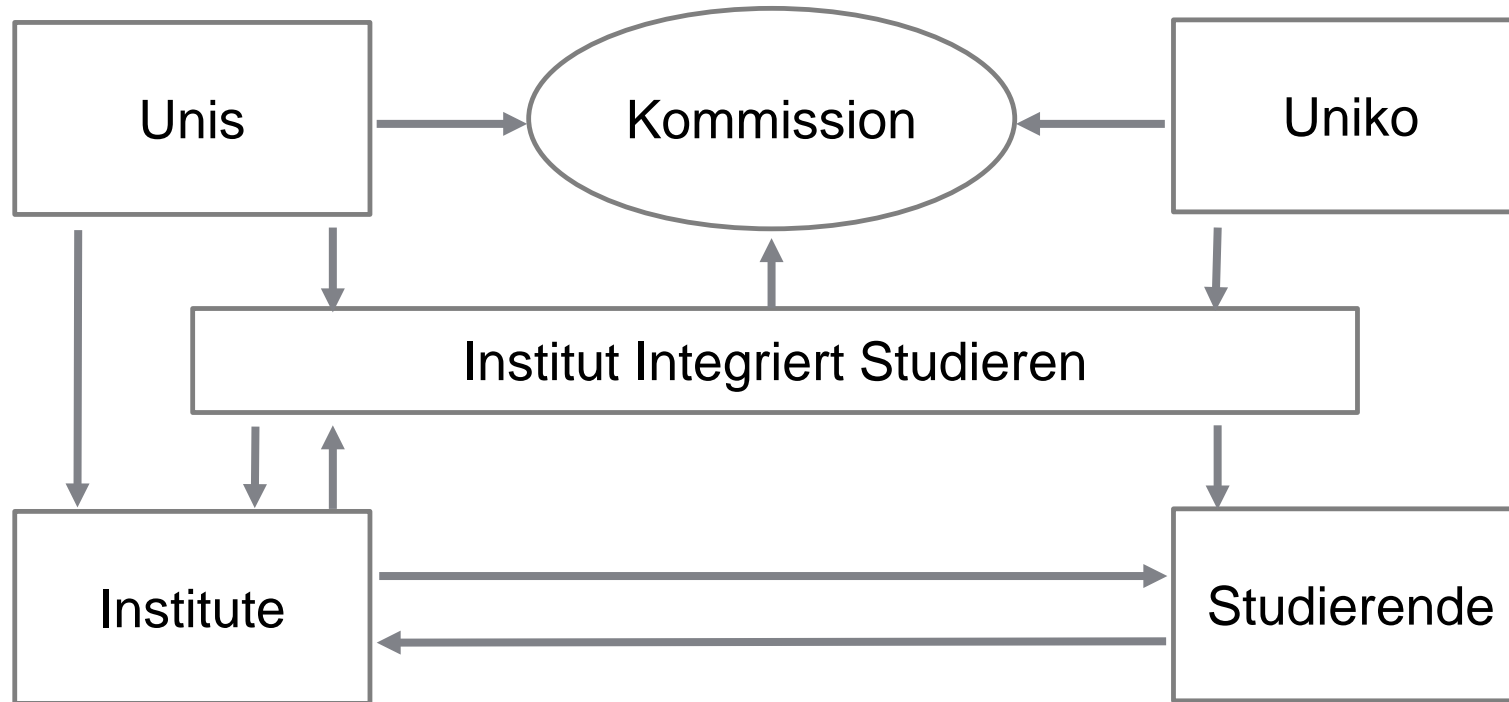 Unis
Kommission
Uniko
Institut Integriert Studieren
Institute
Studierende